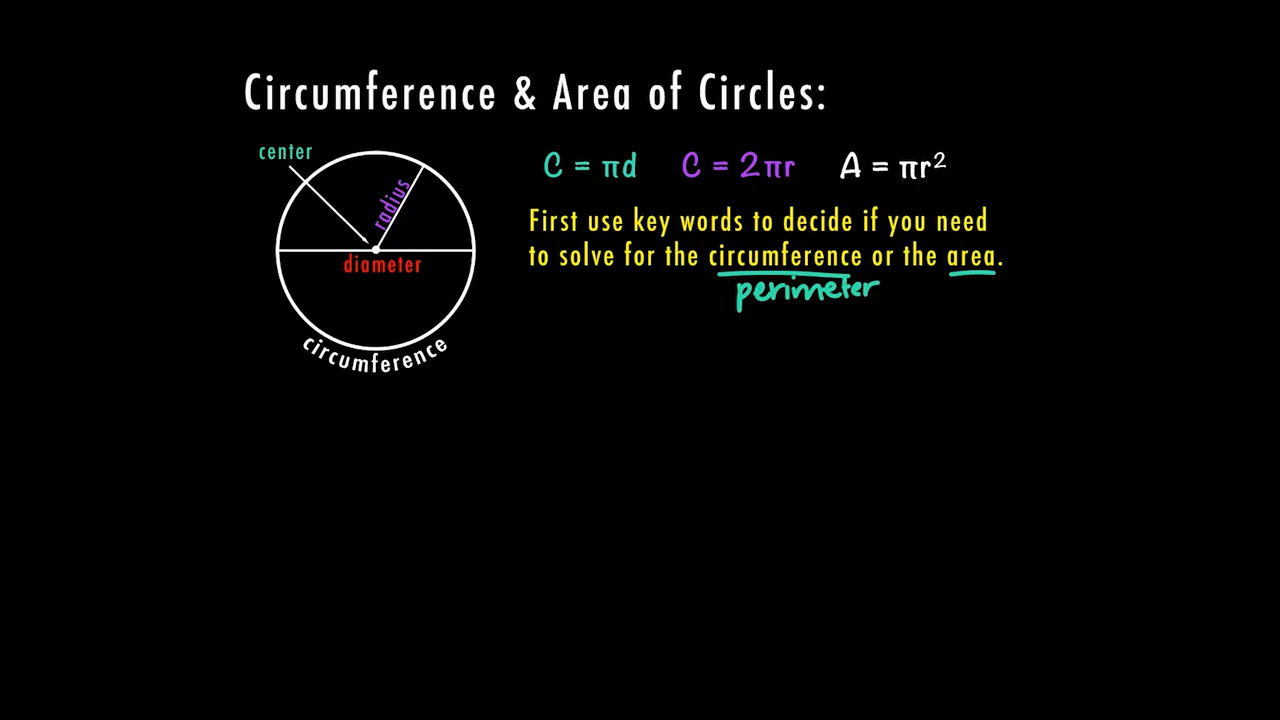 Circumference & Area of Circles:
center
radius
diameter
circumference
C = πd C = 2πr A = πr²
First use key words to decide if you need
to solve for the circumference or the area.
perimeter